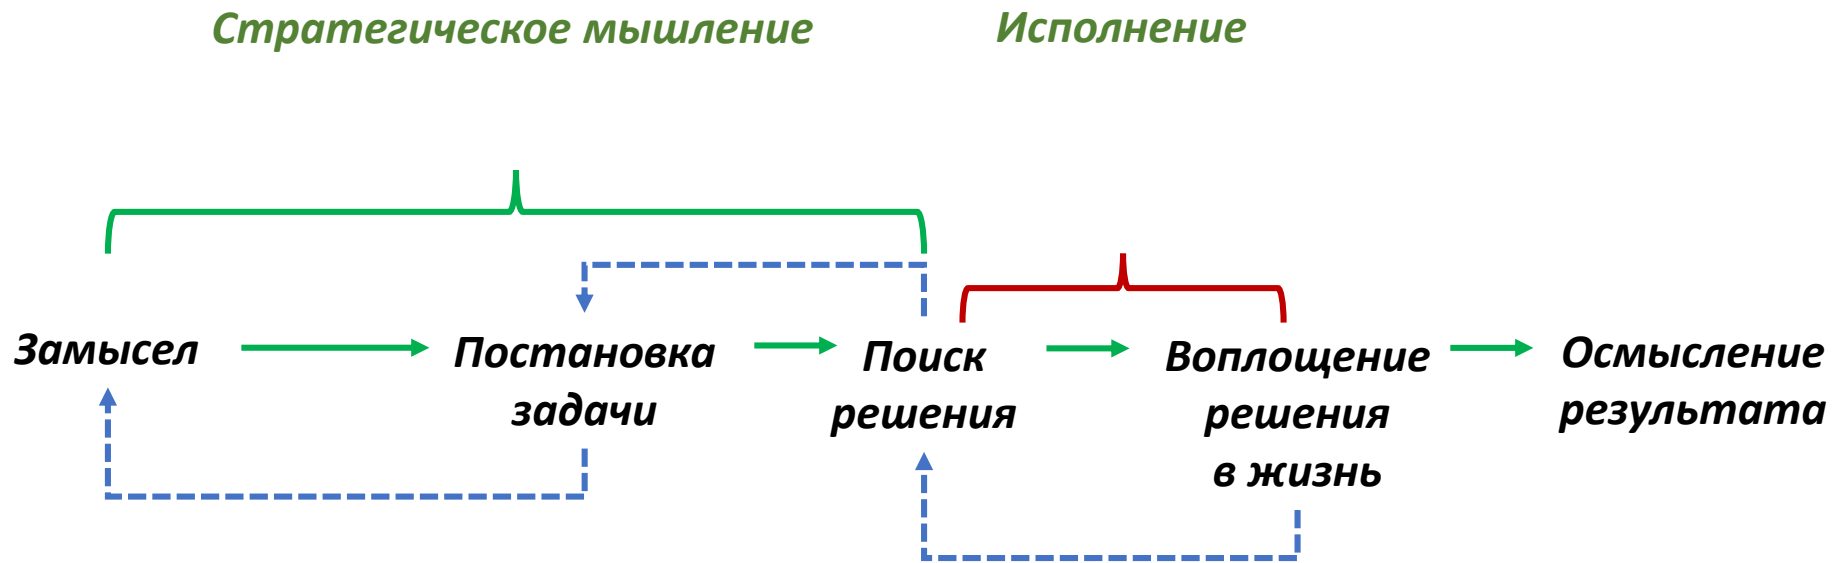 Стратегическое мышление
Исполнение
Замысел
Постановка
задачи
Поиск
решения
Воплощение
решения
в жизнь
Осмысление
результата